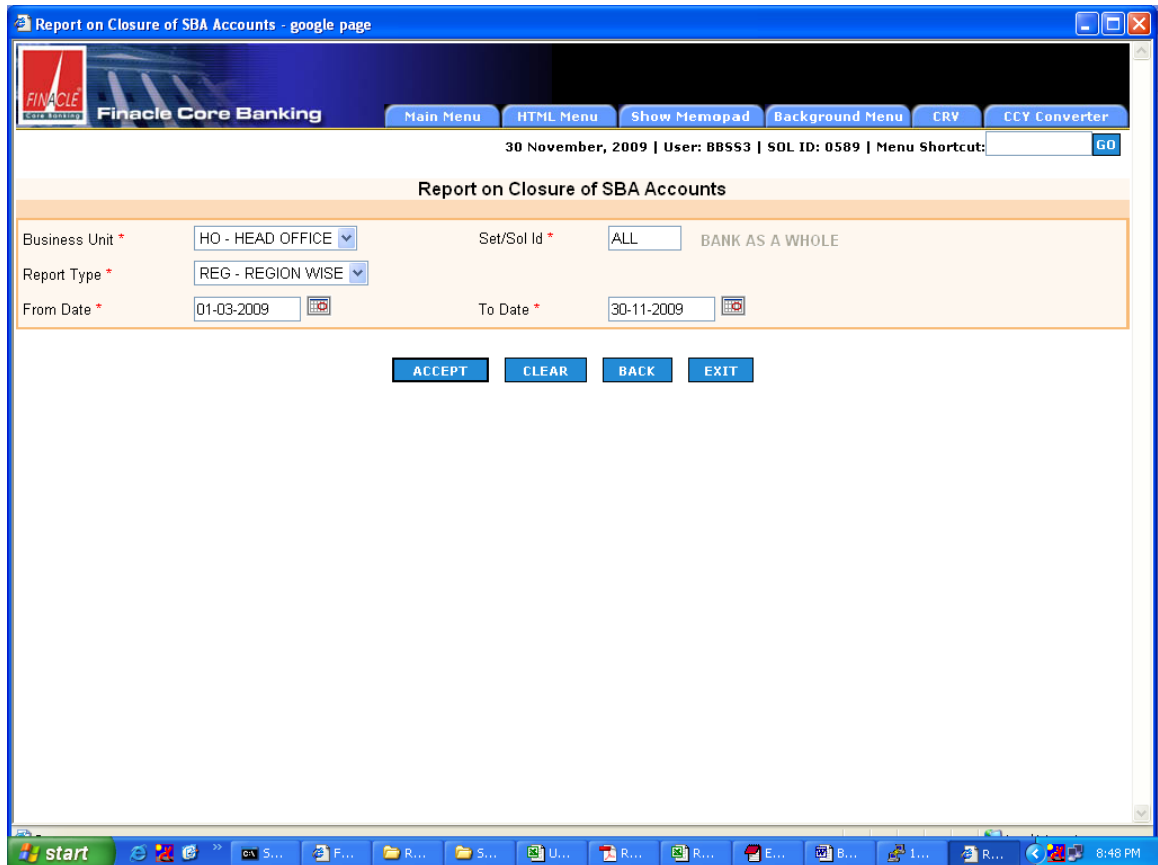 Report on Closure of SBA Accounts - google page
FINACLE
Core Banking
Finacle Core Banking
Main Menu HTML Menu Show Memopad Background Menu CRV CCY Converter
30 November, 2009 | User: BBSS3 | SOL ID: 0589 | Menu Shortcut: GO
Report on Closure of SBA Accounts
Business Unit * HO - HEAD OFFICE Set/Sol Id * ALL BANK AS A WHOLE
Report Type * REG - REGION WISE
From Date * 01-03-2009 To Date * 30-11-2009
ACCEPT CLEAR BACK EXIT
start S... F... R... S... U... R... R... E... B... 1... R... 8:48 PM